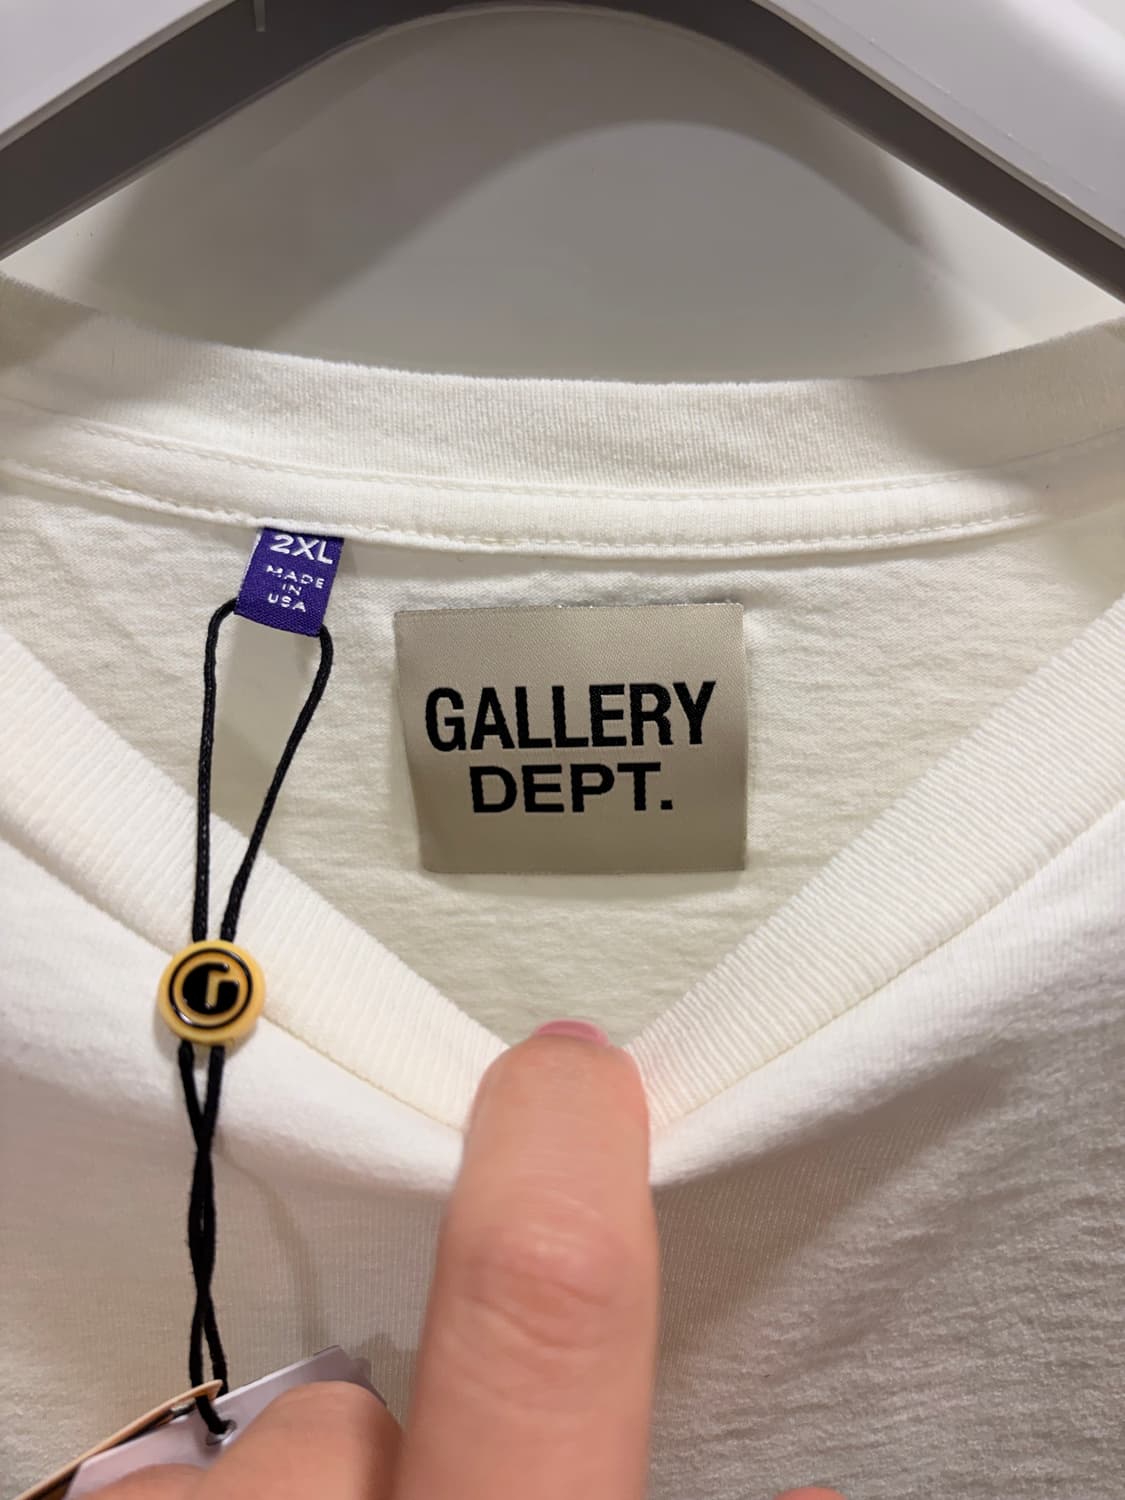 2XL
MADE
IN
USA
GALLERY
DEPT.